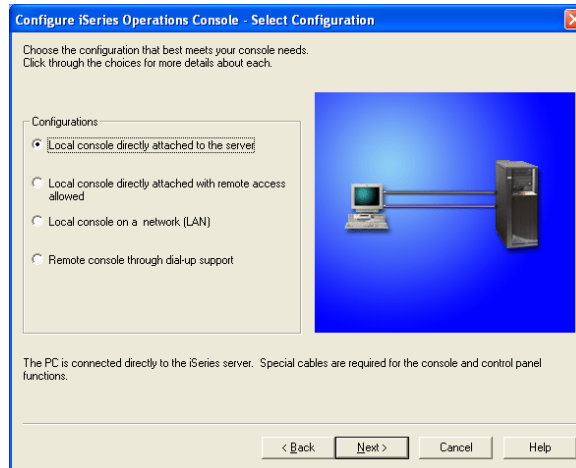 Configure iSeries Operations Console - Select Configuration
Choose the configuration that best meets your console needs.
Click through the choices for more details about each.
Configurations
Local console directly attached to the server
Local console directly attached with remote access
allowed
Local console on a network (LAN)
Remote console through dial-up support
The PC is connected directly to the iSeries server. Special cables are required for the console and control panel
functions.
< Back
Next >
Cancel
Help